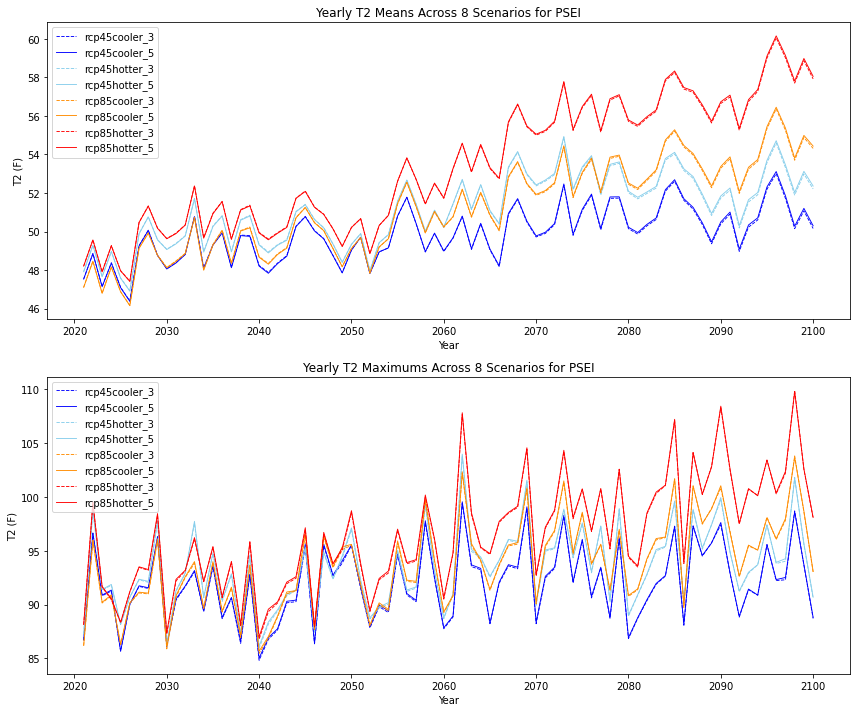 Yearly T2 Means Across 8 Scenarios for PSEI
60
58
56
54
52
50
48
46
T2 (F)
rcp45cooler_3
rcp45cooler_5
rcp45hotter_3
rcp45hotter_5
rcp85cooler_3
rcp85cooler_5
rcp85hotter_3
rcp85hotter_5
2020 2030 2040 2050 2060 2070 2080 2090 2100
Year
Yearly T2 Maximums Across 8 Scenarios for PSEI
110
105
100
95
90
85
T2 (F)
rcp45cooler_3
rcp45cooler_5
rcp45hotter_3
rcp45hotter_5
rcp85cooler_3
rcp85cooler_5
rcp85hotter_3
rcp85hotter_5
2020 2030 2040 2050 2060 2070 2080 2090 2100
Year